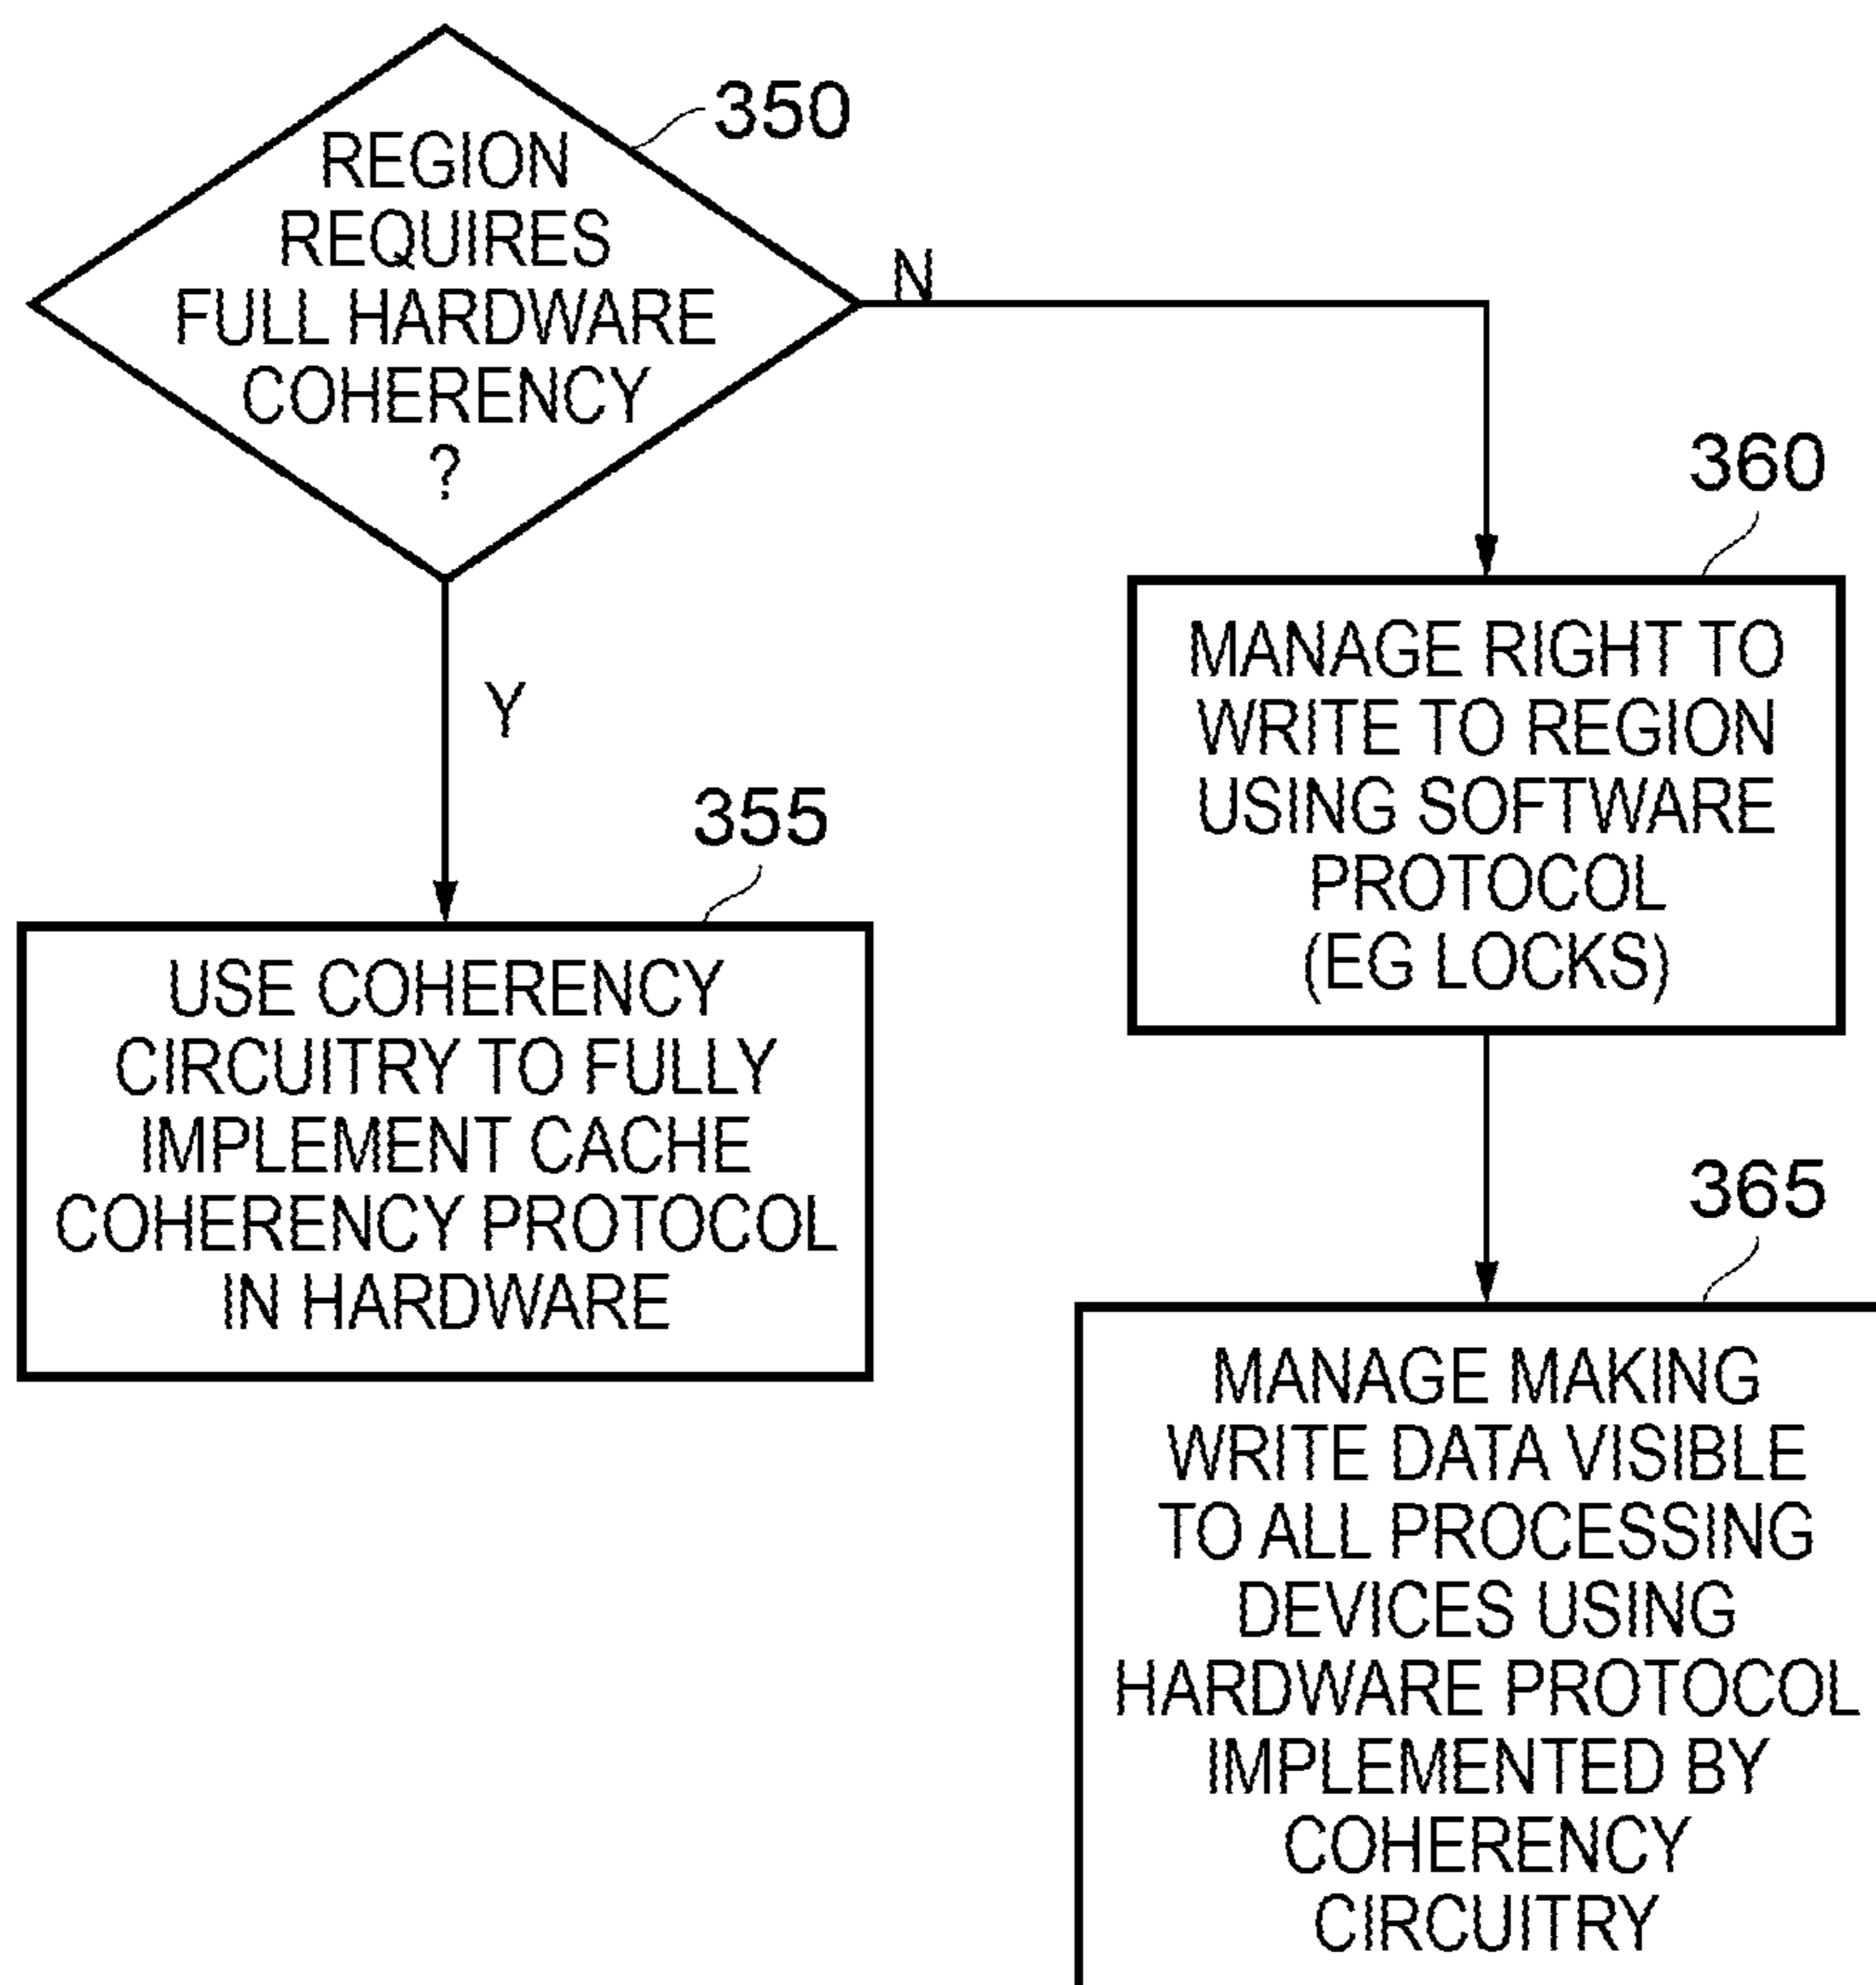 350
REGION
REQUIRES
FULL HARDWARE
COHERENCY
?
N
Y
360
MANAGE RIGHT TO
WRITE TO REGION
USING SOFTWARE
PROTOCOL
(EG LOCKS)
355
USE COHERENCY
CIRCUITRY TO FULLY
IMPLEMENT CACHE
COHERENCY PROTOCOL
IN HARDWARE
365
MANAGE MAKING
WRITE DATA VISIBLE
TO ALL PROCESSING
DEVICES USING
HARDWARE PROTOCOL
IMPLEMENTED BY
COHERENCY
CIRCUITRY